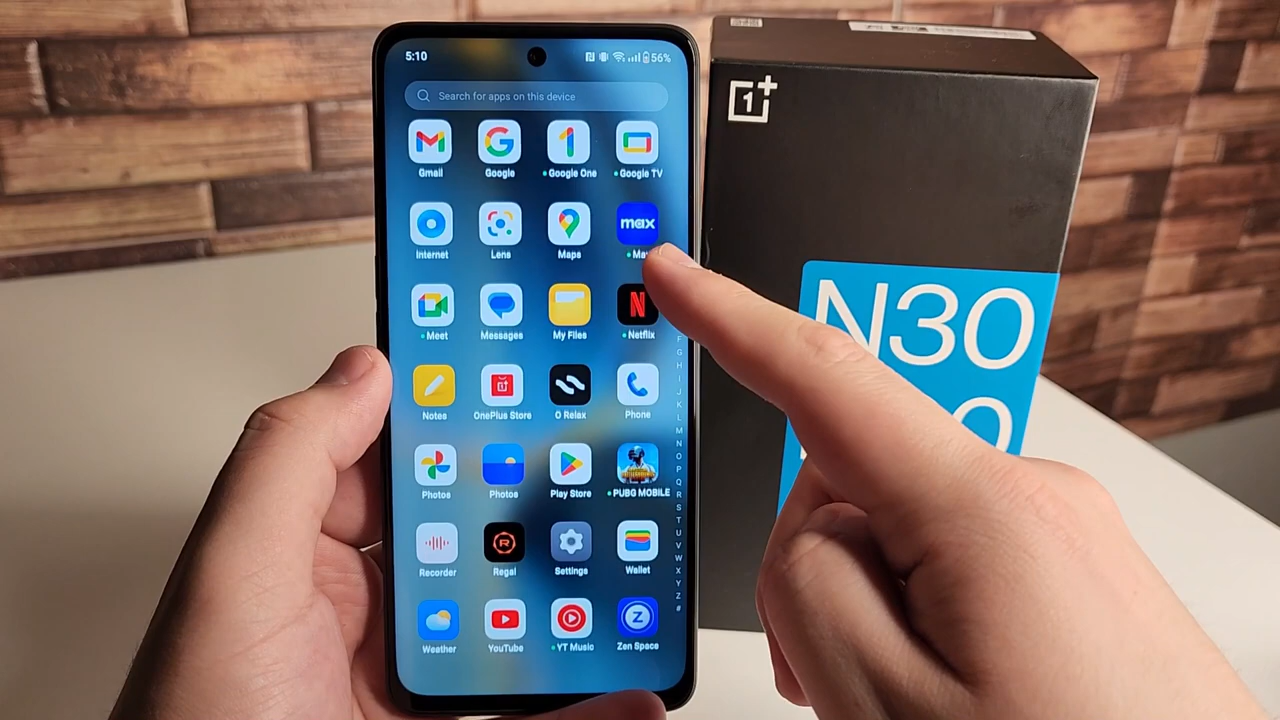 5:10
56%
Search for apps on this device
Gmail
Google
Google One
Google TV
max
Internet
Lens
Maps
Max
Meet
Messages
My Files
Netflix
Notes
OnePlus Store
O Relax
Phone
Photos
Photos
Play Store
PUBG MOBILE
Recorder
Regal
Settings
Wallet
Weather
YouTube
YT Music
Zen Space
F
G
H
I
J
K
L
M
N
O
P
Q
R
S
T
U
V
W
X
Y
Z
#
1+
N30